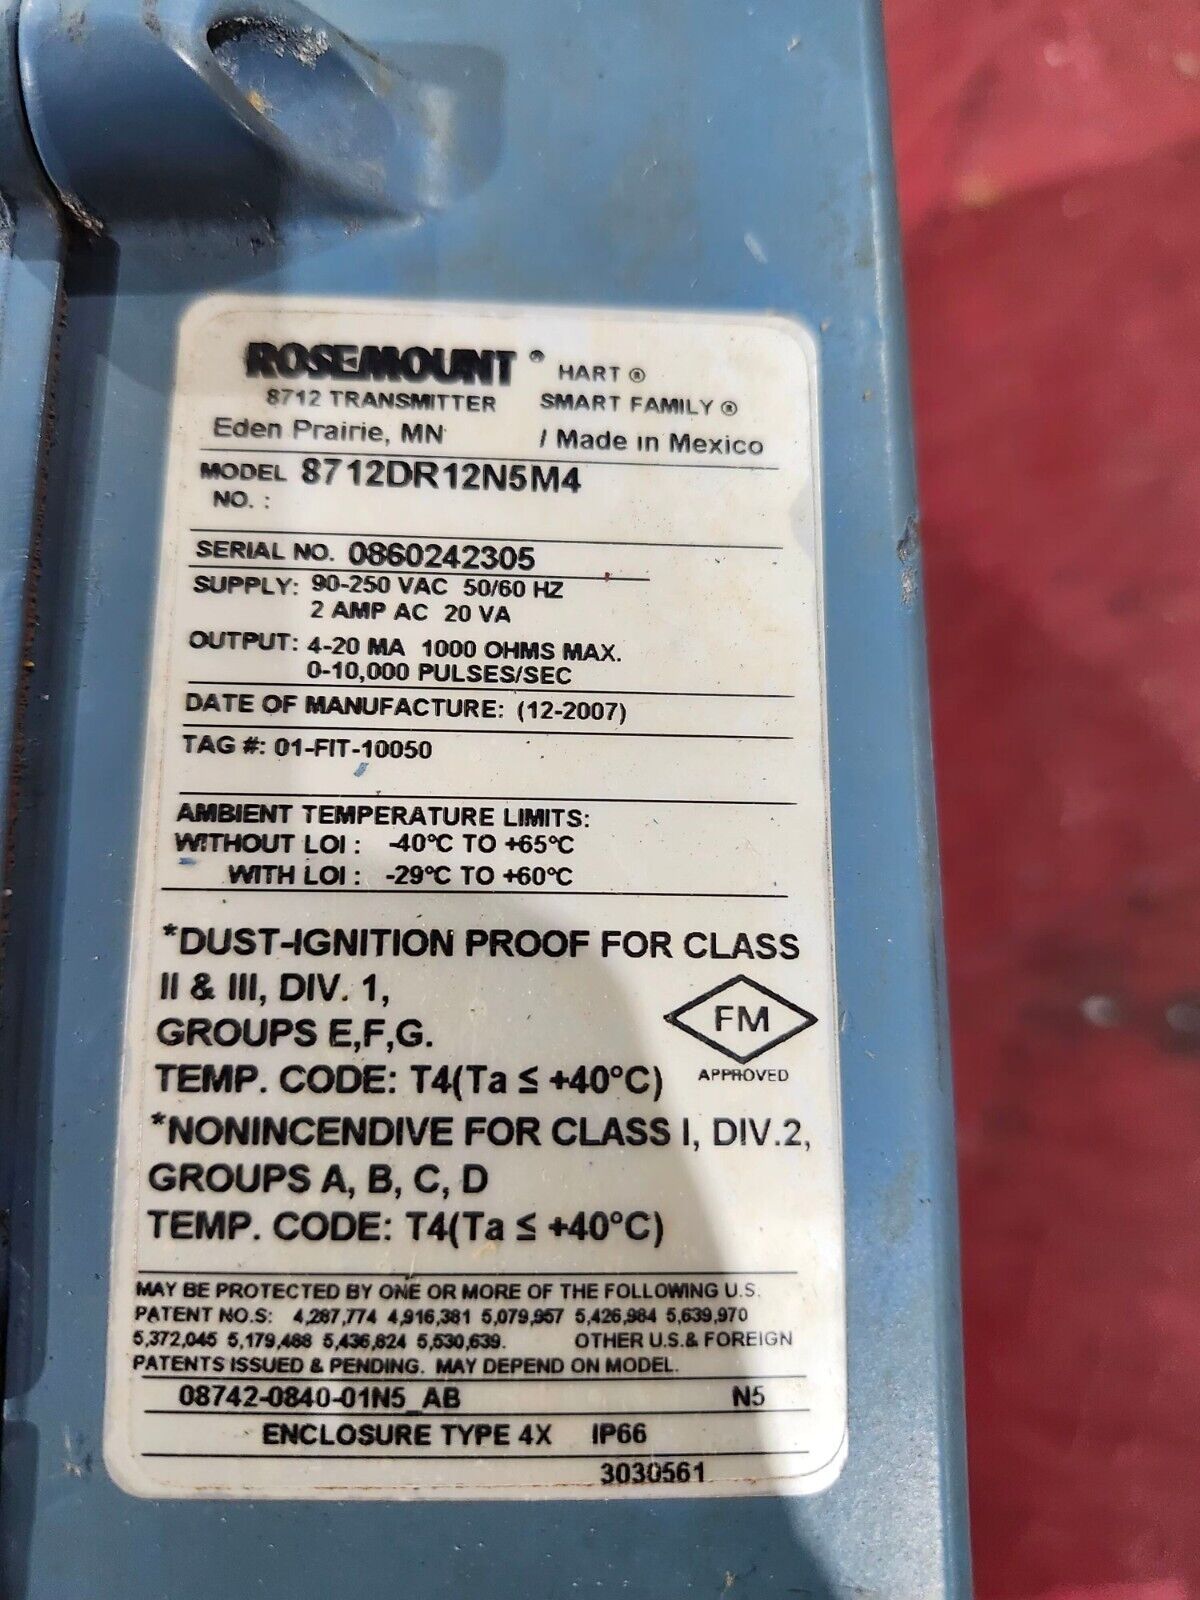 ROSEMOUNT ® HART ®
8712 TRANSMITTER SMART FAMILY ®
Eden Prairie, MN / Made in Mexico
MODEL 8712DR12N5M4
NO. :
SERIAL NO. 0860242305
SUPPLY: 90-250 VAC 50/60 HZ
2 AMP AC 20 VA
OUTPUT: 4-20 MA 1000 OHMS MAX.
0-10,000 PULSES/SEC
DATE OF MANUFACTURE: (12-2007)
TAG #: 01-FIT-10050
AMBIENT TEMPERATURE LIMITS:
WITHOUT LOI : -40°C TO +65°C
WITH LOI : -29°C TO +60°C
*DUST-IGNITION PROOF FOR CLASS
II & III, DIV. 1,
GROUPS E,F,G.
TEMP. CODE: T4(Ta ≤ +40°C)
FM
APPROVED
*NONINCENDIVE FOR CLASS I, DIV.2,
GROUPS A, B, C, D
TEMP. CODE: T4(Ta ≤ +40°C)
MAY BE PROTECTED BY ONE OR MORE OF THE FOLLOWING U.S.
PATENT NO.S: 4,287,774 4,916,381 5,079,957 5,426,984 5,639,970
5,372,045 5,179,488 5,436,824 5,530,639. OTHER U.S.& FOREIGN
PATENTS ISSUED & PENDING. MAY DEPEND ON MODEL.
08742-0840-01N5_AB N5
ENCLOSURE TYPE 4X IP66
3030561